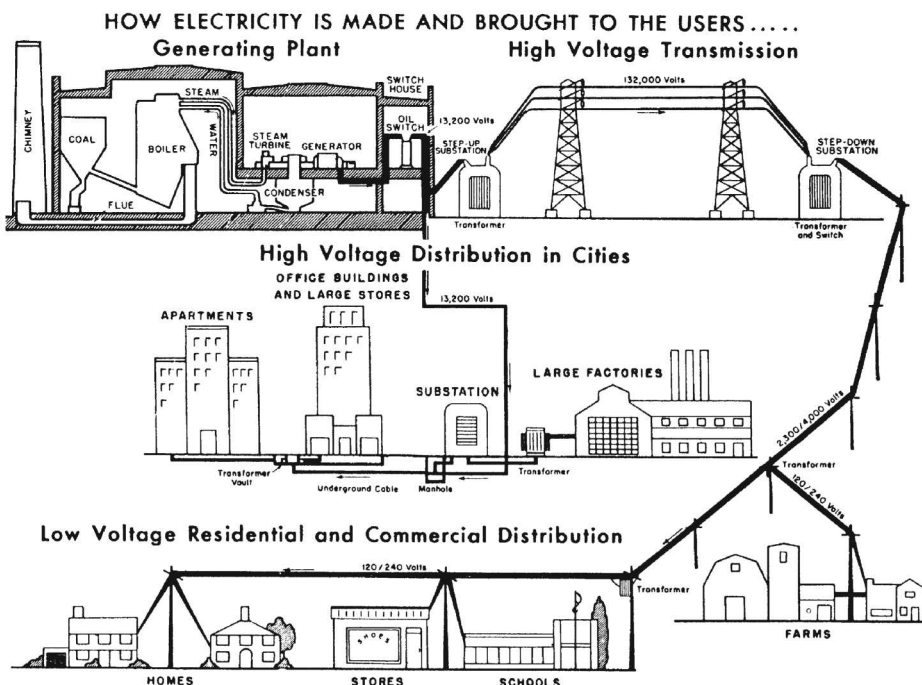 HOW ELECTRICITY IS MADE AND BROUGHT TO THE USERS.....
Generating Plant
High Voltage Transmission
CHIMNEY
COAL
STEAM
BOILER
WATER
FLUE
STEAM
TURBINE
GENERATOR
CONDENSER
SWITCH
HOUSE
OIL
SWITCH
13,200 Volts
STEP-UP
SUBSTATION
Transformer
132,000 Volts
STEP-DOWN
SUBSTATION
Transformer
and Switch
High Voltage Distribution in Cities
OFFICE BUILDINGS
AND LARGE STORES
13,200 Volts
APARTMENTS
SUBSTATION
LARGE FACTORIES
Transformer
Vault
Underground Cable
Manhole
Transformer
2,300/4,000 Volts
Transformer
120/240 Volts
FARMS
Low Voltage Residential and Commercial Distribution
120/240 Volts
Transformer
SHOES
HOMES
STORES
SCHOOLS